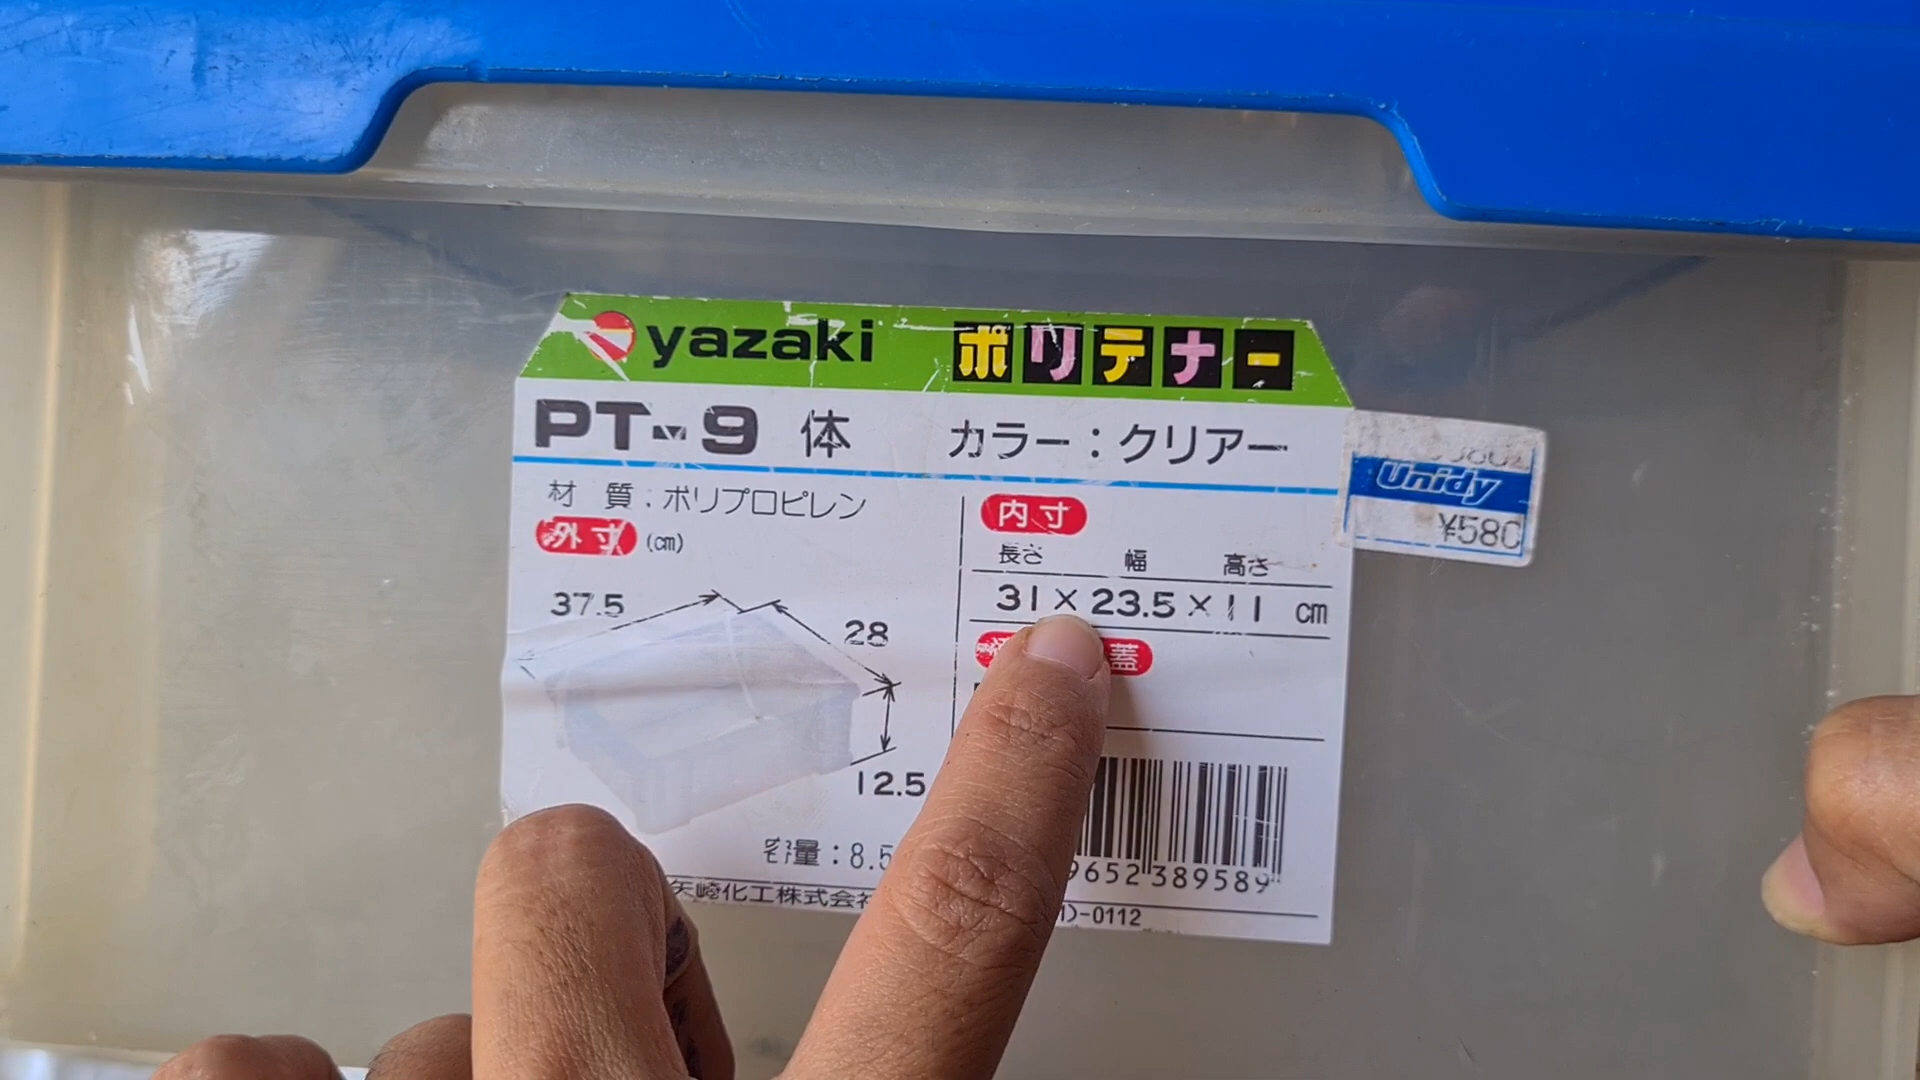 yazaki ポリテナー
PT-9 体 カラー：クリアー
材 質：ポリプロピレン
外 寸 (cm)
37.5
28
12.5
容量：8.5
矢崎化工株式会社
内 寸
長さ 幅 高さ
31×23.5×11 cm
蓋
9652389589
-0112
Unidy
¥580